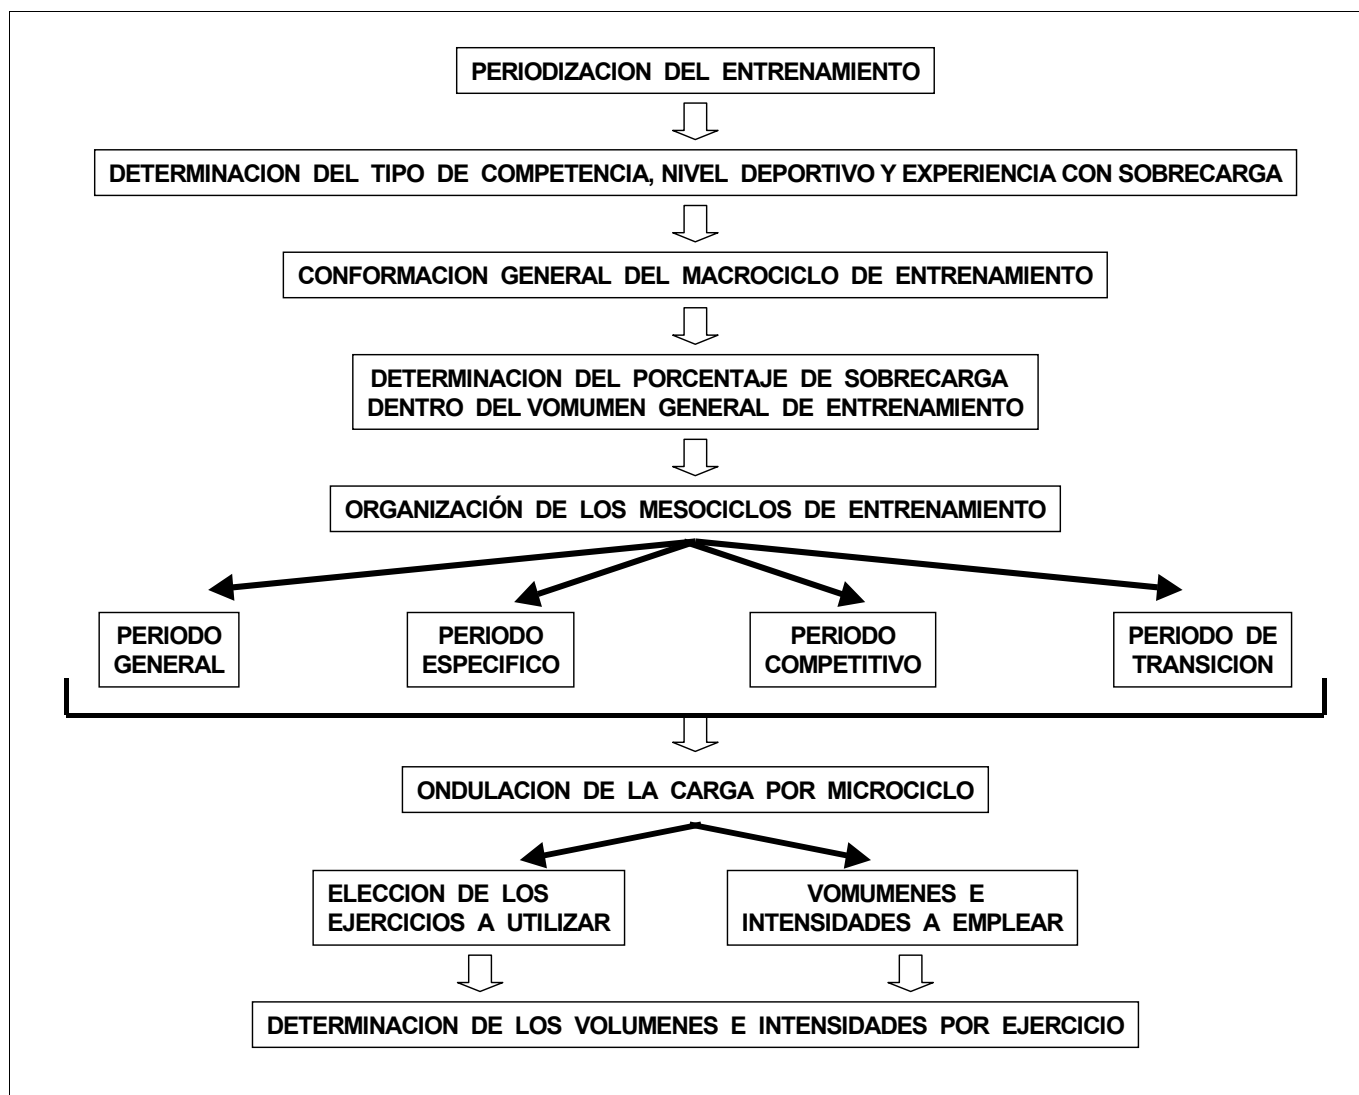 PERIODIZACION DEL ENTRENAMIENTO
DETERMINACION DEL TIPO DE COMPETENCIA, NIVEL DEPORTIVO Y EXPERIENCIA CON SOBRECARGA
CONFORMACION GENERAL DEL MACROCICLO DE ENTRENAMIENTO
DETERMINACION DEL PORCENTAJE DE SOBRECARGA
DENTRO DEL VOMUMEN GENERAL DE ENTRENAMIENTO
ORGANIZACIÓN DE LOS MESOCICLOS DE ENTRENAMIENTO
PERIODO
GENERAL
PERIODO
ESPECIFICO
PERIODO
COMPETITIVO
PERIODO DE
TRANSICION
ONDULACION DE LA CARGA POR MICROCICLO
ELECCION DE LOS
EJERCICIOS A UTILIZAR
VOMUMENES E
INTENSIDADES A EMPLEAR
DETERMINACION DE LOS VOLUMENES E INTENSIDADES POR EJERCICIO